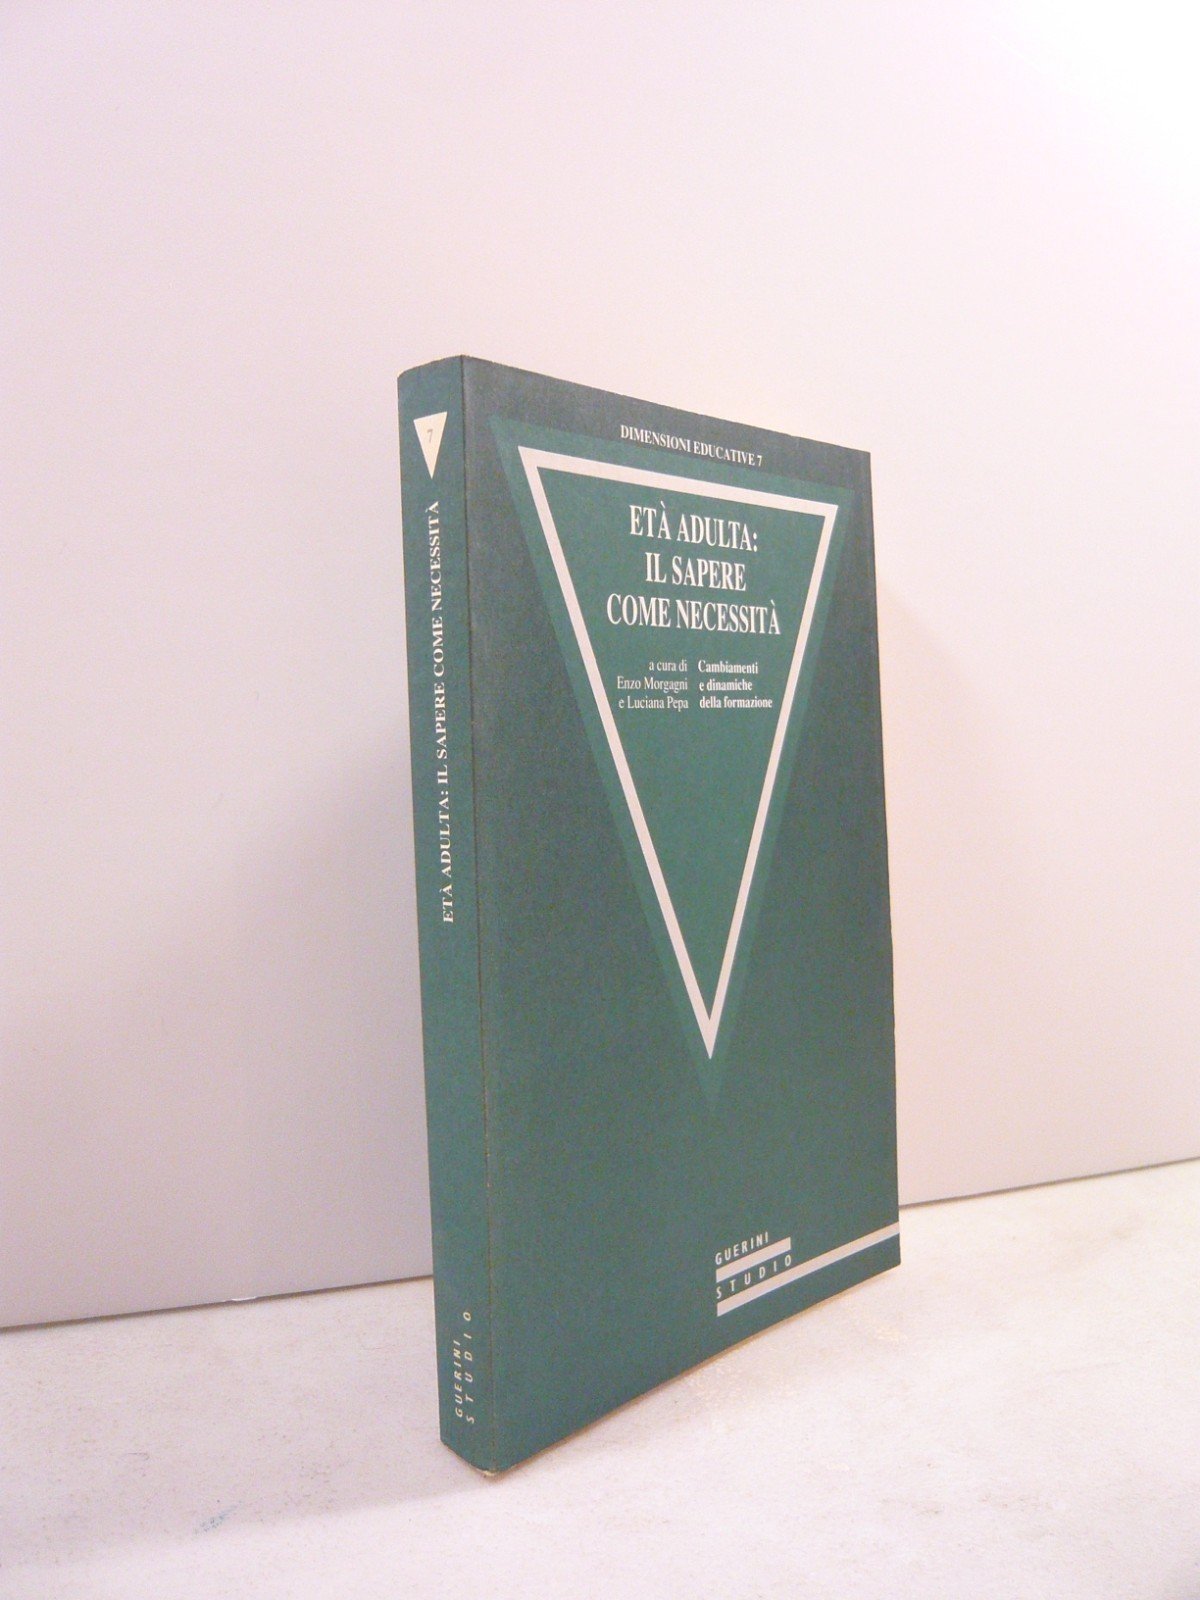 7
ETÀ ADULTA: IL SAPERE COME NECESSITÀ
GUERINI
STUDIO
DIMENSIONI EDUCATIVE 7
ETÀ ADULTA:
IL SAPERE
COME NECESSITÀ
a cura di
Enzo Morgagni
e Luciana Pepa
Cambiamenti
e dinamiche
della formazione
GUERINI
STUDIO